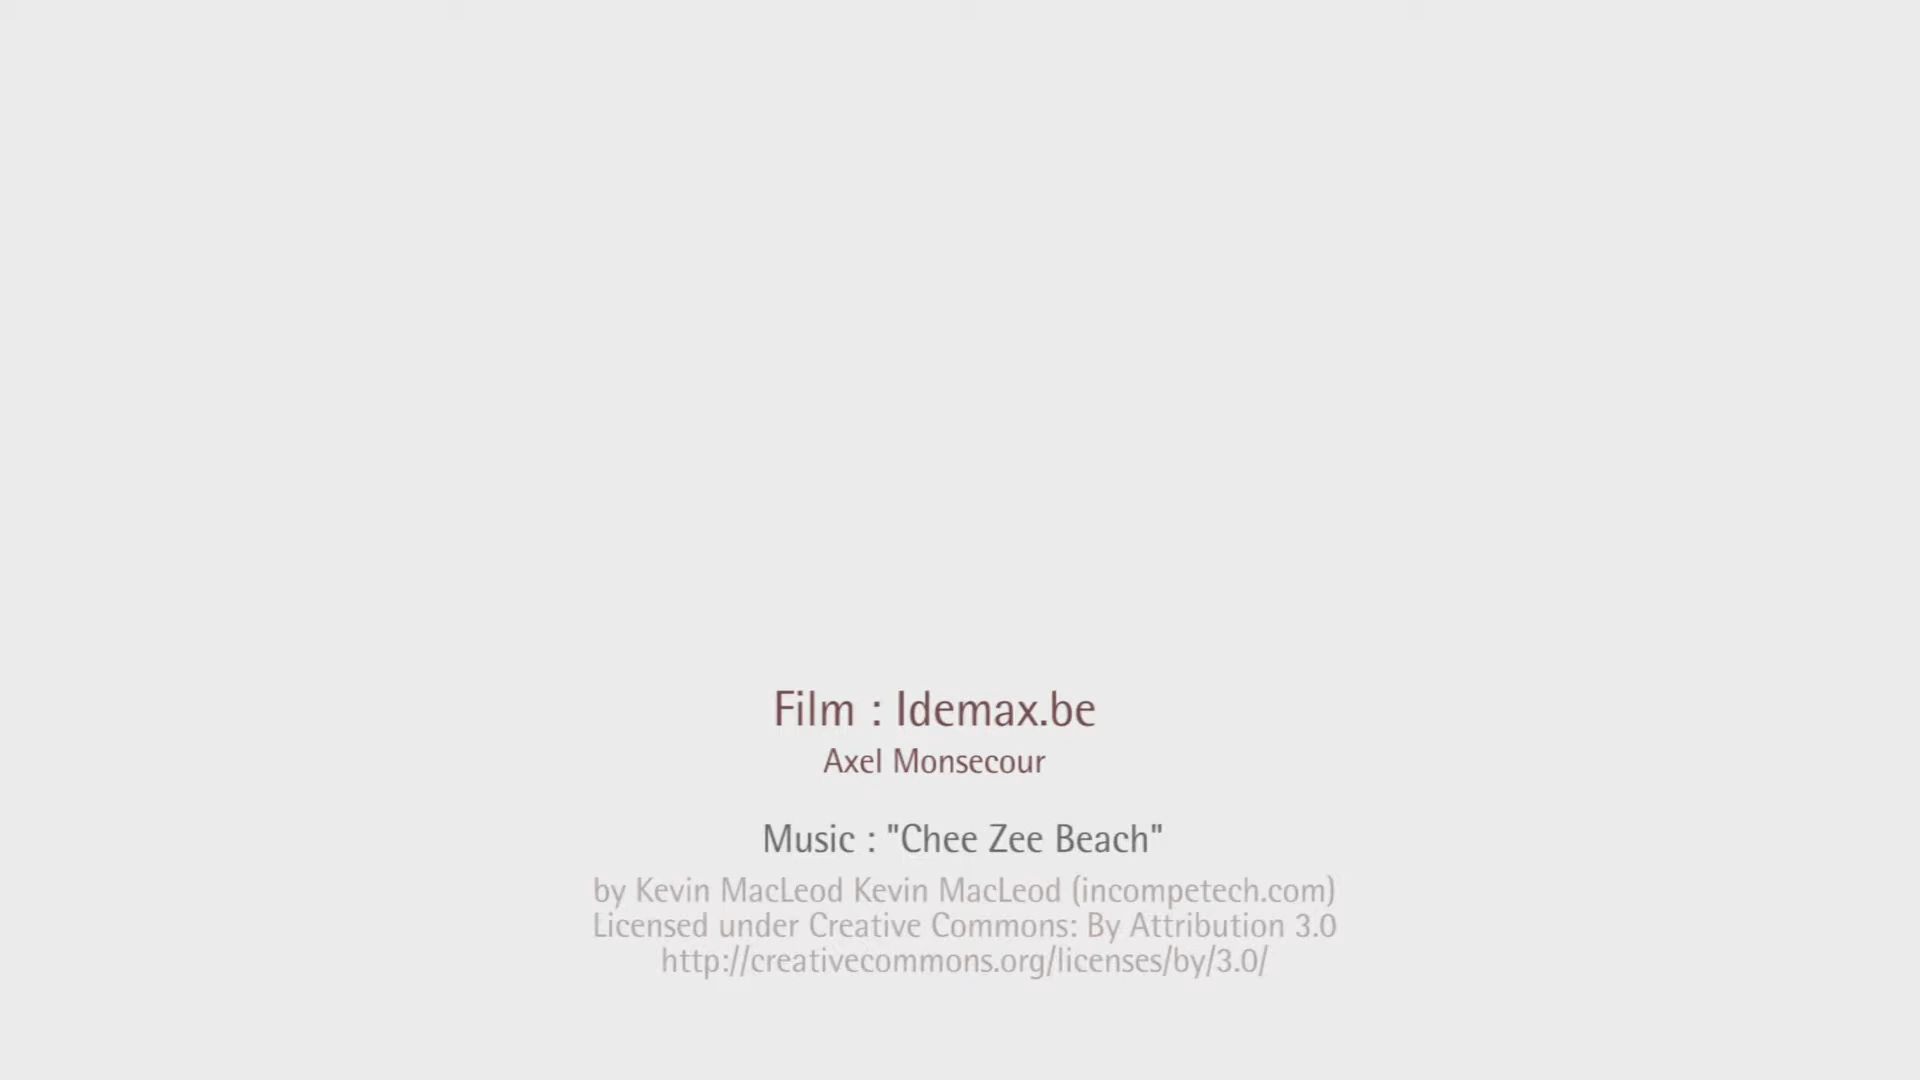 Film : Idemax.be
Axel Monsecour
Music : "Chee Zee Beach"
by Kevin MacLeod Kevin MacLeod (incompetech.com)
Licensed under Creative Commons: By Attribution 3.0
http://creativecommons.org/licenses/by/3.0/